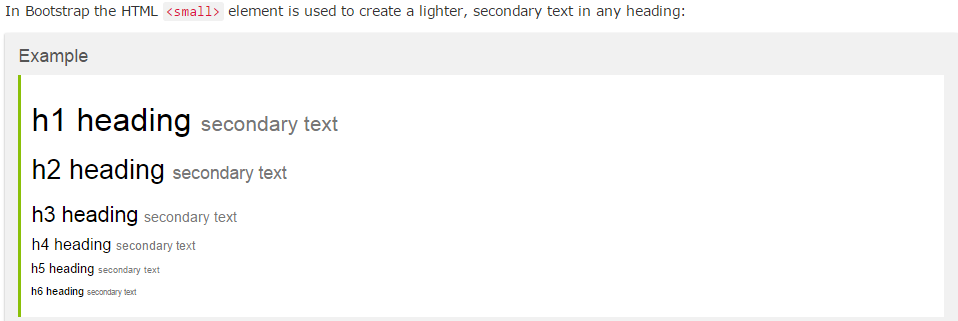 In Bootstrap the HTML <small> element is used to create a lighter, secondary text in any heading:
Example
h1 heading secondary text
h2 heading secondary text
h3 heading secondary text
h4 heading secondary text
h5 heading secondary text
h6 heading secondary text